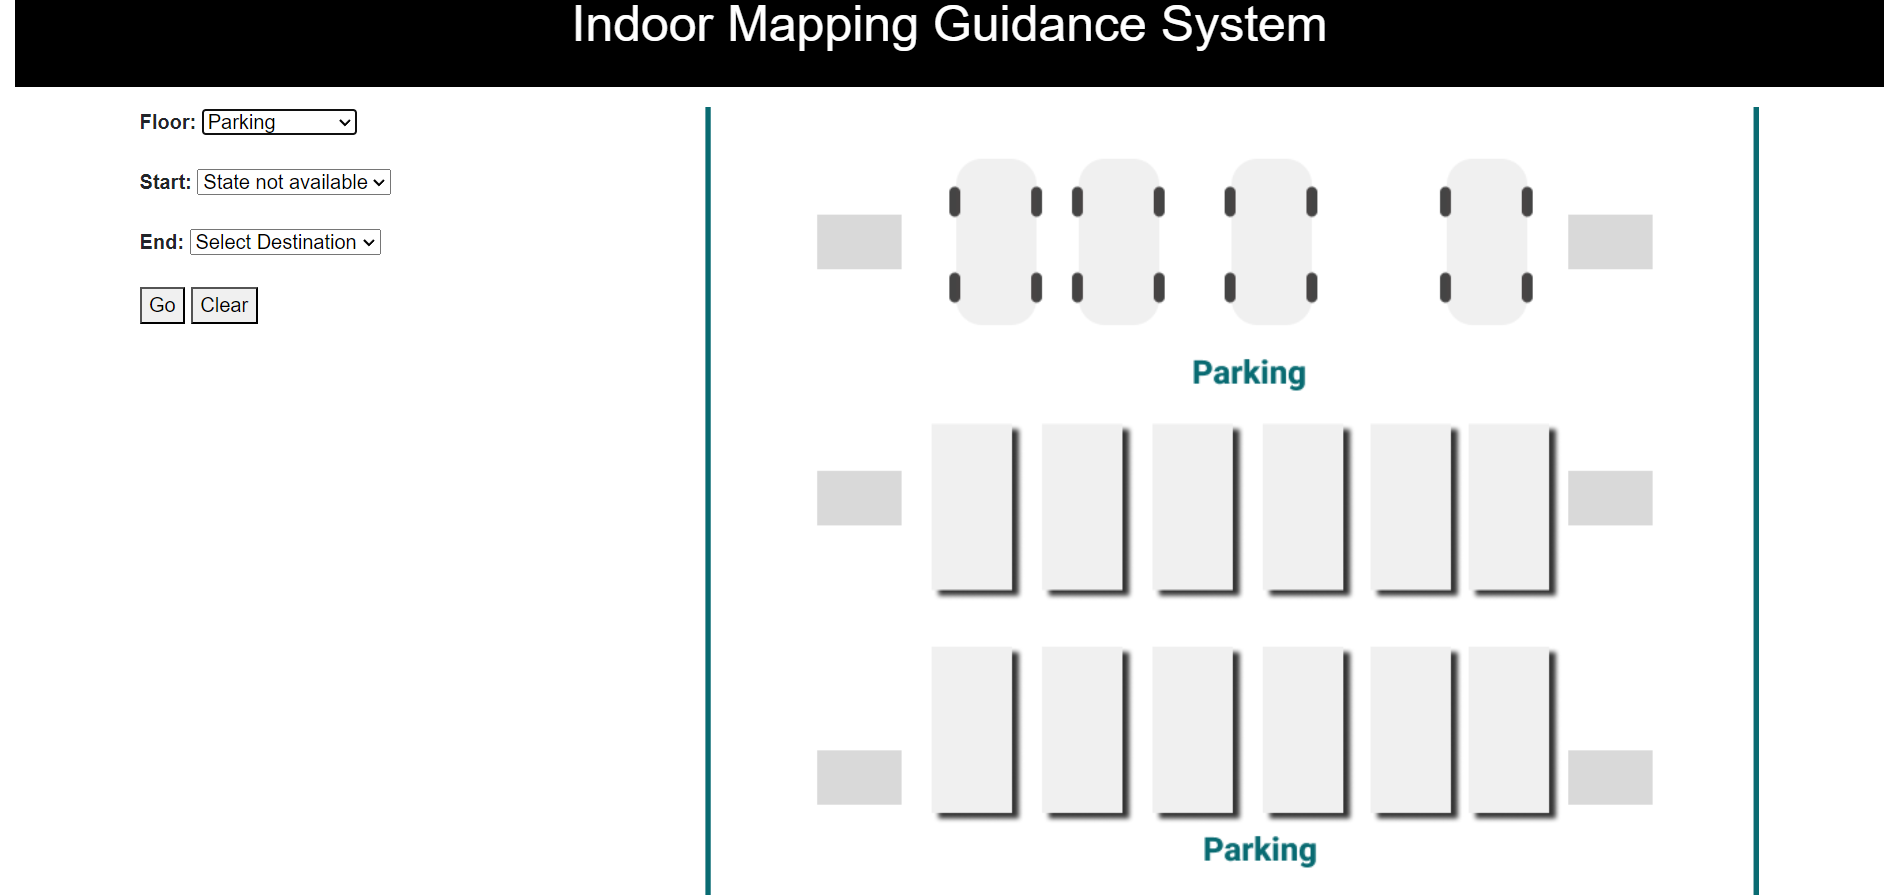 Indoor Mapping Guidance System
Floor: Parking
Start: State not available
End: Select Destination
Go Clear
Parking
Parking